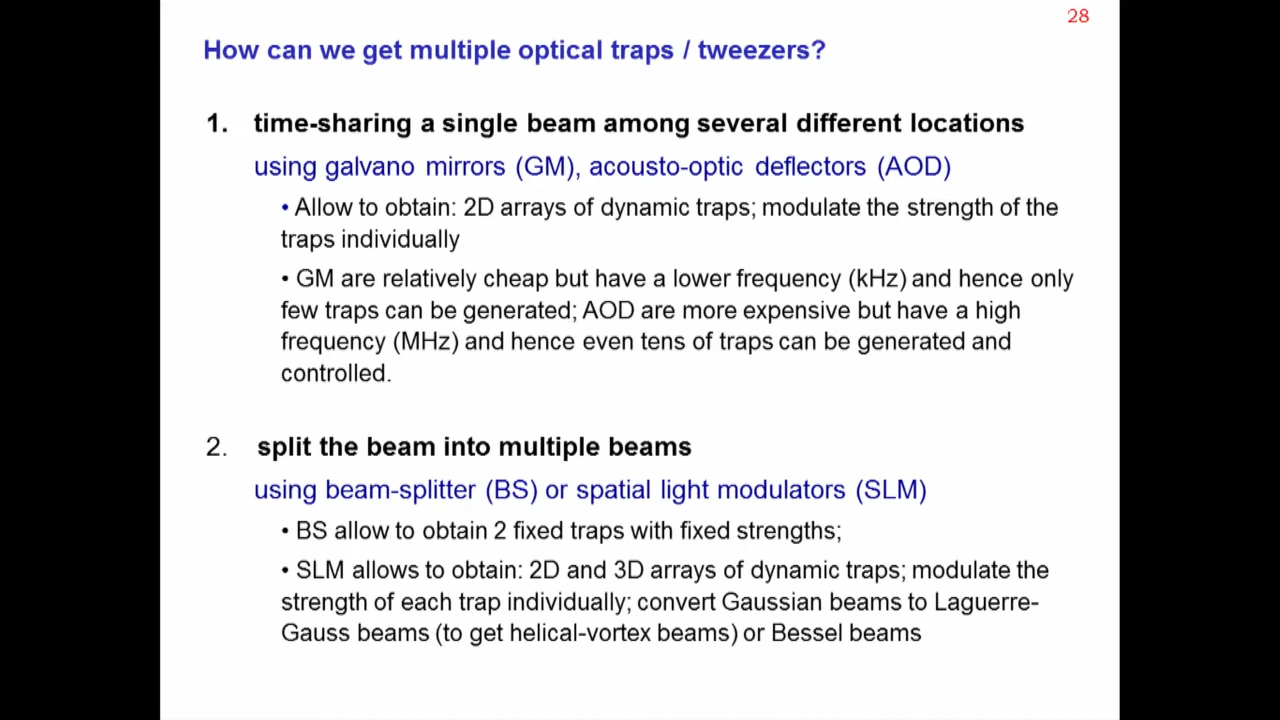 28
How can we get multiple optical traps / tweezers?
1. time-sharing a single beam among several different locations
using galvano mirrors (GM), acousto-optic deflectors (AOD)
• Allow to obtain: 2D arrays of dynamic traps; modulate the strength of the
traps individually
• GM are relatively cheap but have a lower frequency (kHz) and hence only
few traps can be generated; AOD are more expensive but have a high
frequency (MHz) and hence even tens of traps can be generated and
controlled.
2. split the beam into multiple beams
using beam-splitter (BS) or spatial light modulators (SLM)
• BS allow to obtain 2 fixed traps with fixed strengths;
• SLM allows to obtain: 2D and 3D arrays of dynamic traps; modulate the
strength of each trap individually; convert Gaussian beams to Laguerre-
Gauss beams (to get helical-vortex beams) or Bessel beams